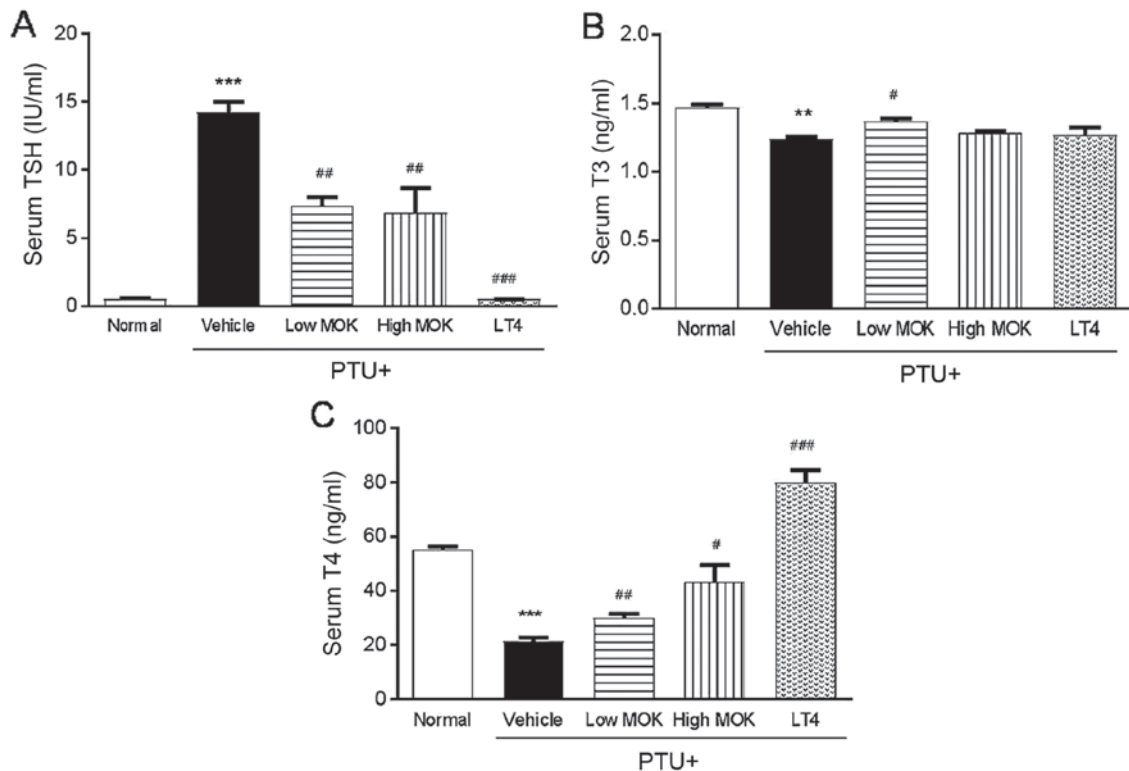 A
Serum TSH (IU/ml)
20
15
10
5
0
***
##
##
###
Normal Vehicle Low MOK High MOK LT4
PTU+
B
Serum T3 (ng/ml)
2.0
1.5
1.0
0.5
0.0
**
#
Normal Vehicle Low MOK High MOK LT4
PTU+
C
Serum T4 (ng/ml)
100
80
60
40
20
0
***
##
#
###
Normal Vehicle Low MOK High MOK LT4
PTU+